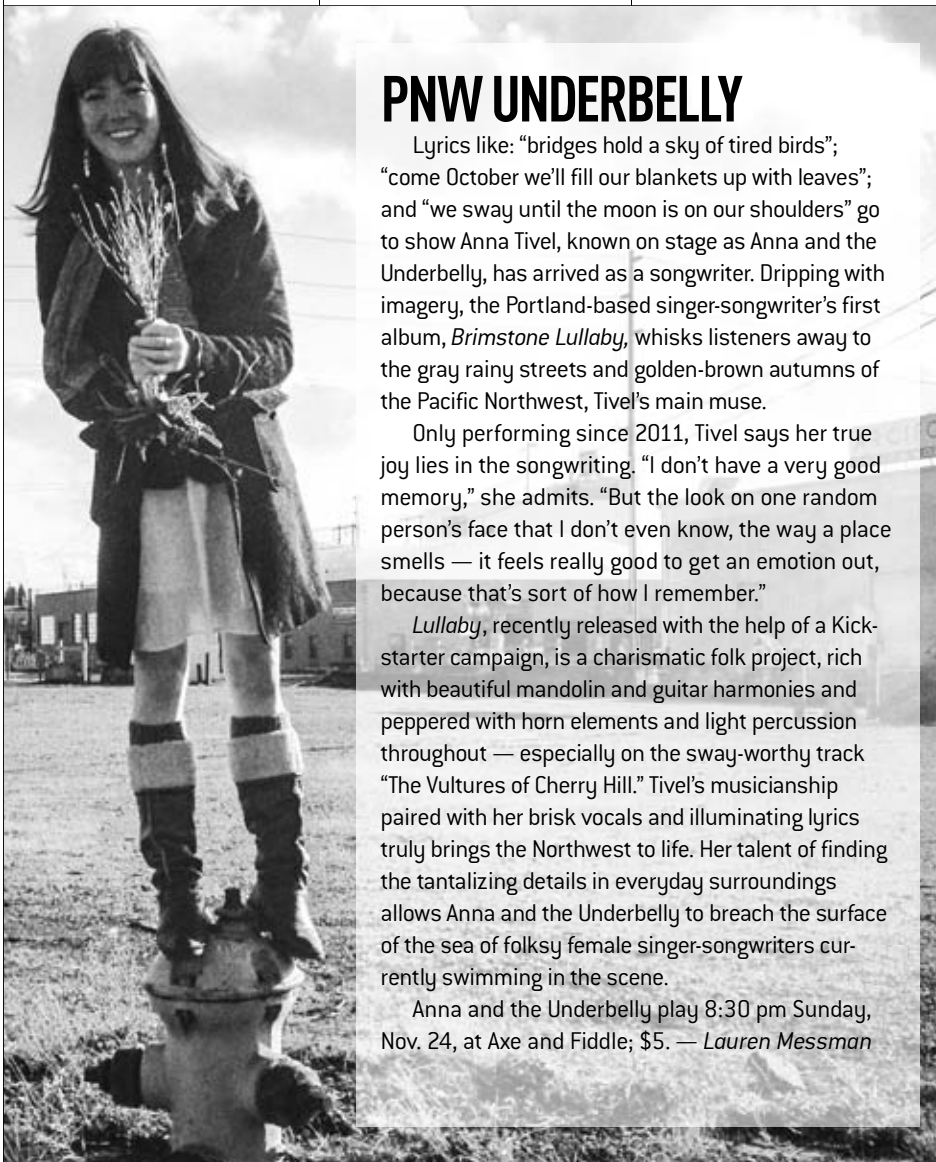 PNW UNDERBELLY
Lyrics like: “bridges hold a sky of tired birds”;
“come October we’ll fill our blankets up with leaves”;
and “we sway until the moon is on our shoulders” go
to show Anna Tivel, known on stage as Anna and the
Underbelly, has arrived as a songwriter. Dripping with
imagery, the Portland-based singer-songwriter’s first
album, Brimstone Lullaby, whisks listeners away to
the gray rainy streets and golden-brown autumns of
the Pacific Northwest, Tivel’s main muse.
Only performing since 2011, Tivel says her true
joy lies in the songwriting. “I don’t have a very good
memory,” she admits. “But the look on one random
person’s face that I don’t even know, the way a place
smells — it feels really good to get an emotion out,
because that’s sort of how I remember.”
Lullaby, recently released with the help of a Kick-
starter campaign, is a charismatic folk project, rich
with beautiful mandolin and guitar harmonies and
peppered with horn elements and light percussion
throughout — especially on the sway-worthy track
“The Vultures of Cherry Hill.” Tivel’s musicianship
paired with her brisk vocals and illuminating lyrics
truly brings the Northwest to life. Her talent of finding
the tantalizing details in everyday surroundings
allows Anna and the Underbelly to breach the surface
of the sea of folksy female singer-songwriters cur-
rently swimming in the scene.
Anna and the Underbelly play 8:30 pm Sunday,
Nov. 24, at Axe and Fiddle; $5. — Lauren Messman